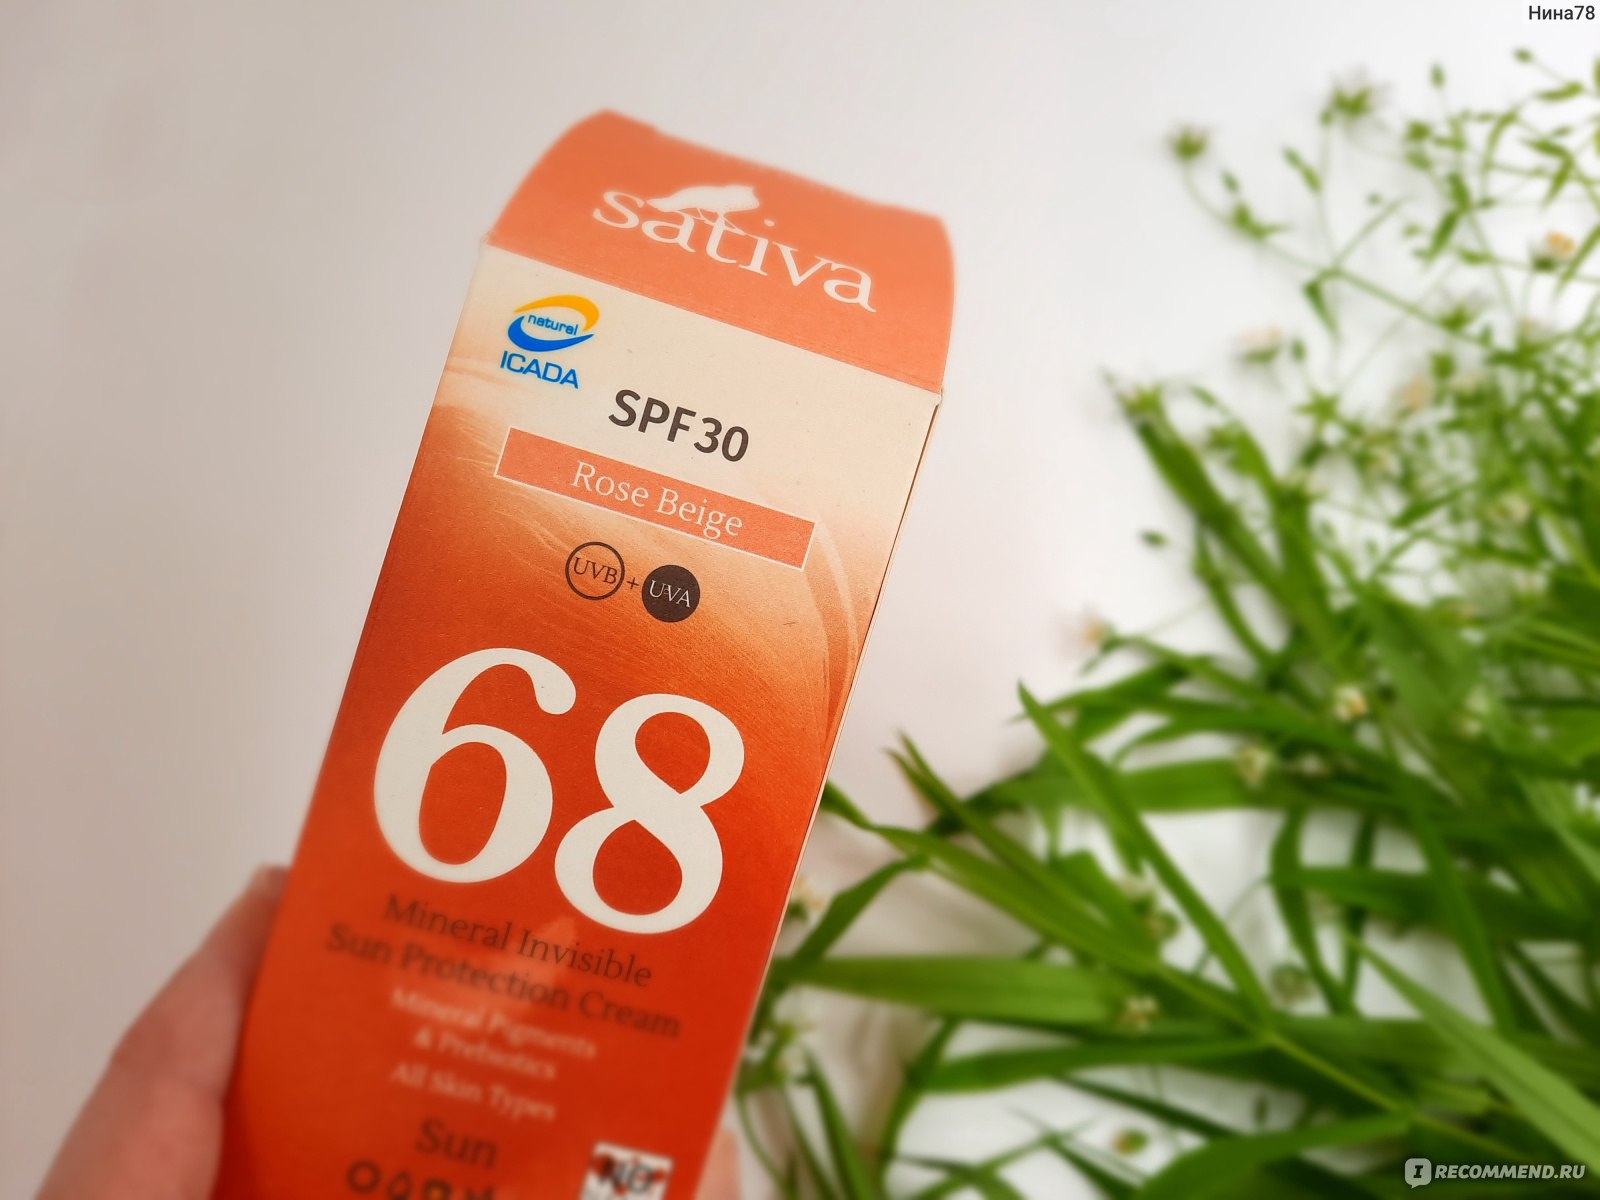 Нина78
sativa
natural
ICADA
SPF30
Rose Beige
UVB + UVA
68
Mineral Invisible
Sun Protection Cream
Mineral Pigments
& Prebiotics
All Skin Types
Sun
IRECOMMEND.RU